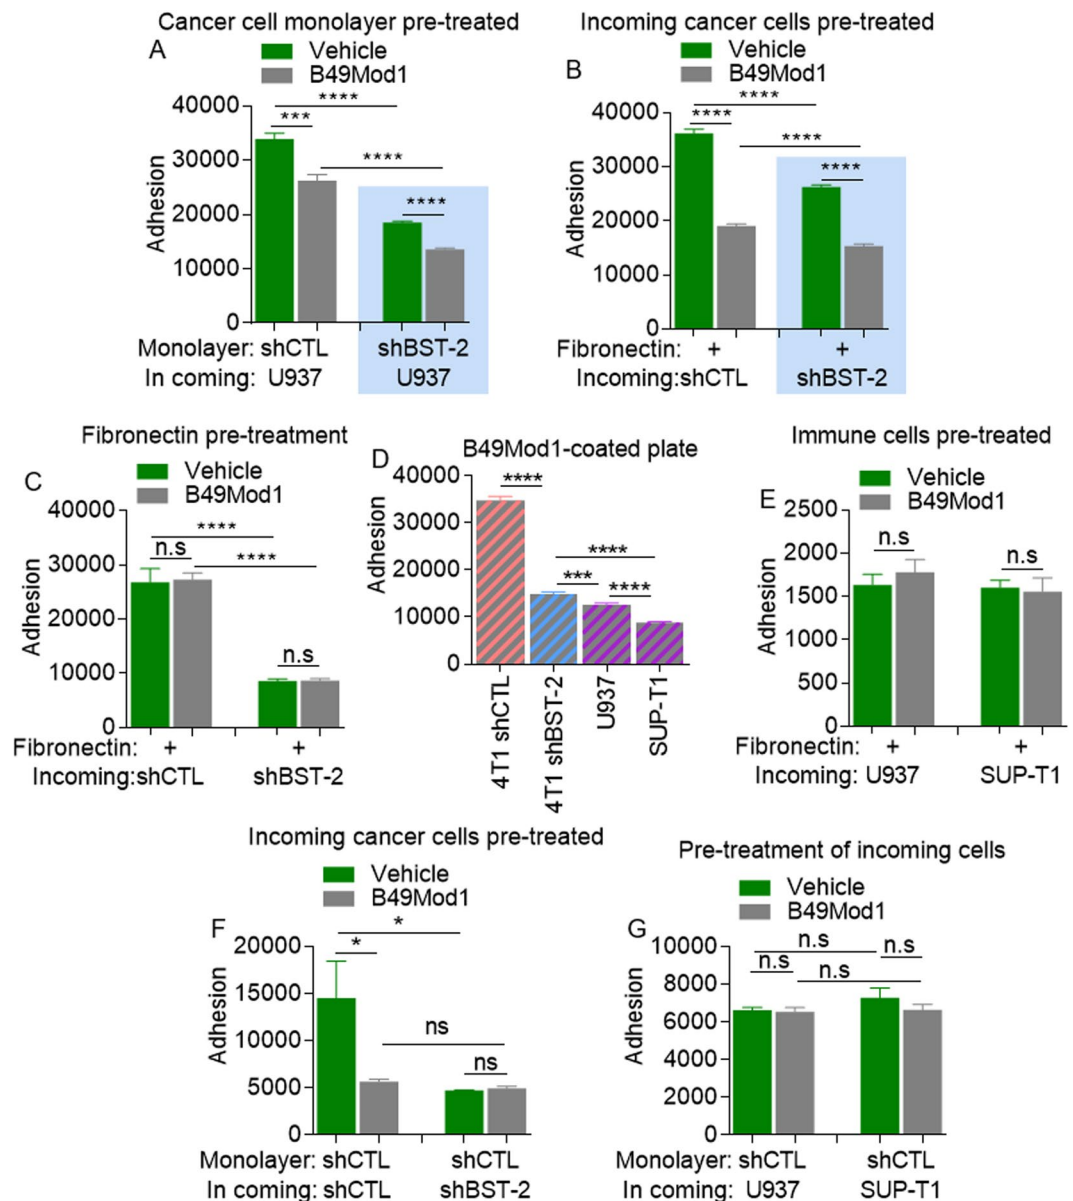 Cancer cell monolayer pre-treated
A
Vehicle
B49Mod1
Adhesion
40000
30000
20000
10000
0
****
***
****
****
Monolayer: shCTL shBST-2
In coming: U937 U937
Incoming cancer cells pre-treated
B
Vehicle
B49Mod1
Adhesion
40000
30000
20000
10000
0
****
****
****
****
Fibronectin: + +
Incoming:shCTL shBST-2
Fibronectin pre-treatment
C
Vehicle
B49Mod1
Adhesion
40000
30000
20000
10000
0
****
n.s
****
n.s
Fibronectin: + +
Incoming:shCTL shBST-2
D
B49Mod1-coated plate
Adhesion
40000
30000
20000
10000
0
****
****
***
****
4T1 shCTL
4T1 shBST-2
U937
SUP-T1
Immune cells pre-treated
E
Vehicle
B49Mod1
Adhesion
2500
2000
1500
1000
500
0
n.s
n.s
Fibronectin: + +
Incoming: U937 SUP-T1
Incoming cancer cells pre-treated
F
Vehicle
B49Mod1
Adhesion
20000
15000
10000
5000
0
*
*
ns
ns
Monolayer: shCTL shCTL
In coming: shCTL shBST-2
Pre-treatment of incoming cells
G
Vehicle
B49Mod1
Adhesion
10000
8000
6000
4000
2000
0
n.s
n.s
n.s
n.s
Monolayer: shCTL shCTL
In coming: U937 SUP-T1